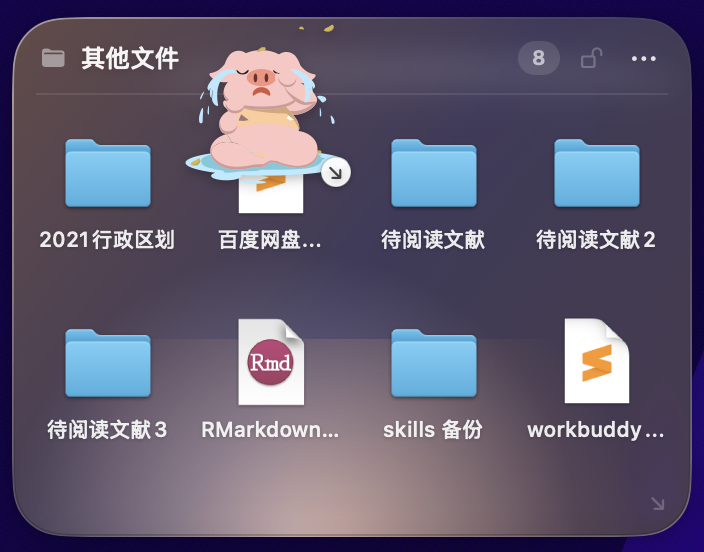 其他文件
8
2021行政区划
百度网盘...
待阅读文献
待阅读文献2
待阅读文献3
Rmd
RMarkdown...
skills 备份
workbuddy...